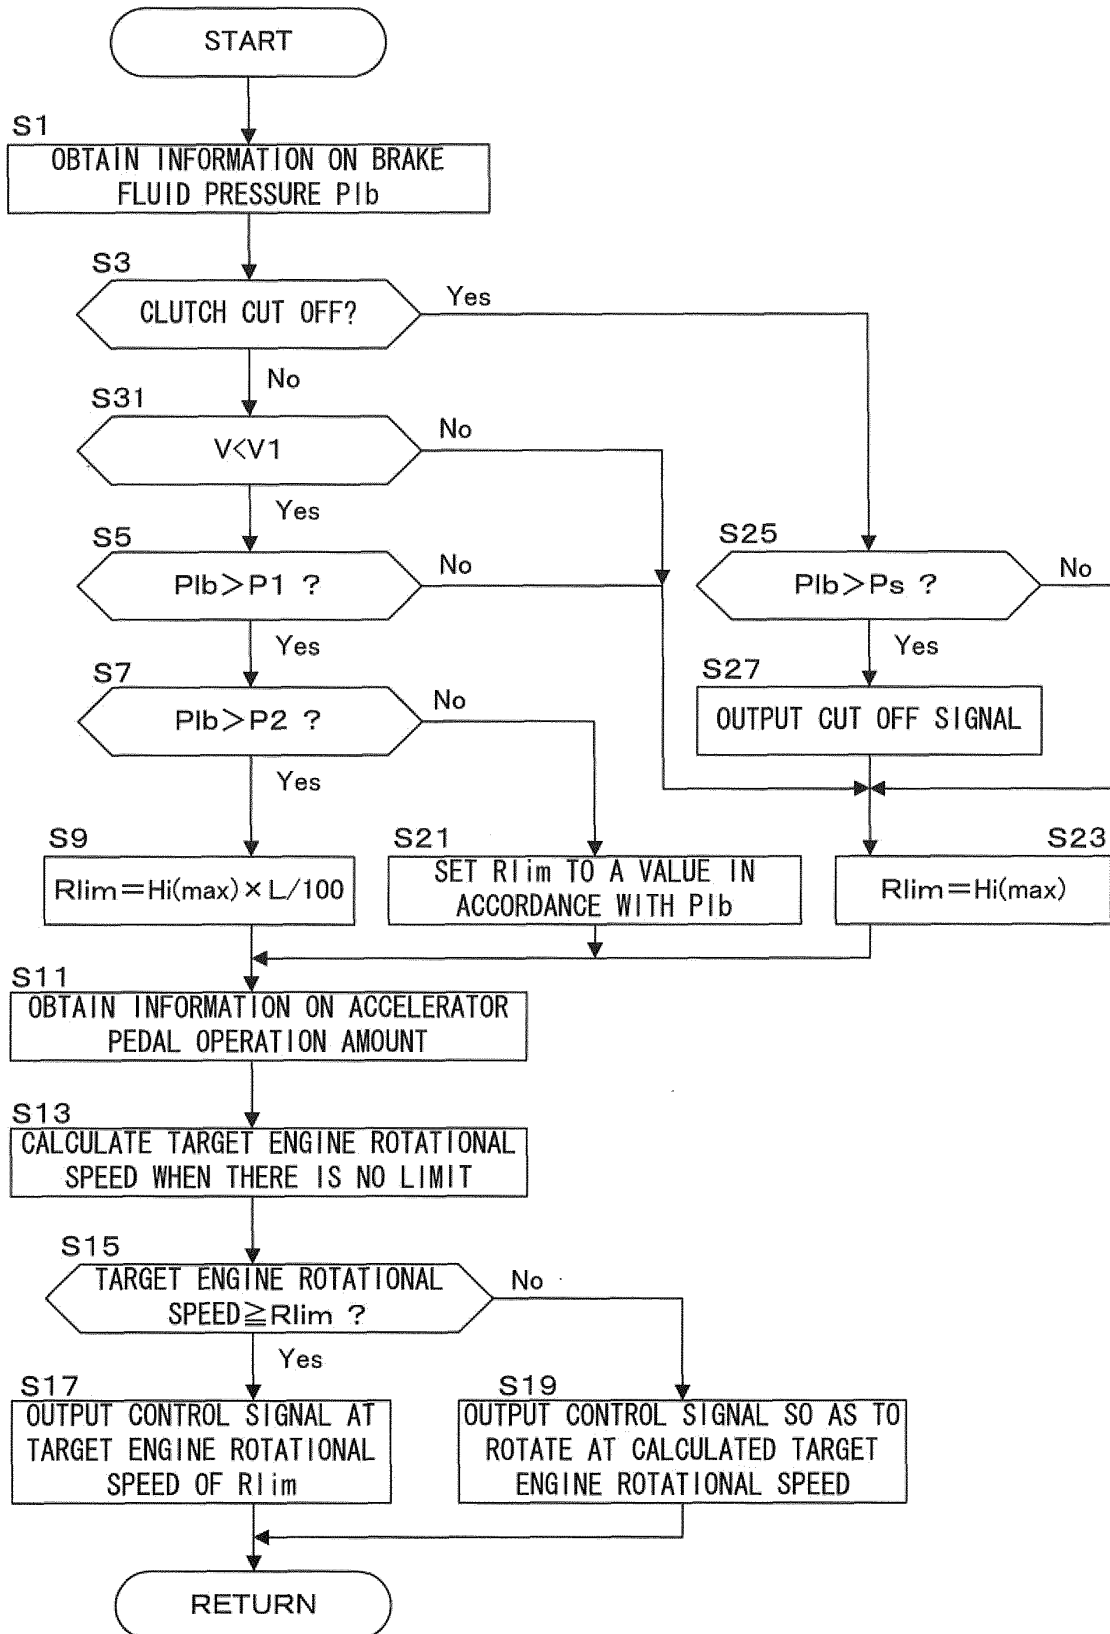 START
S1
OBTAIN INFORMATION ON BRAKE
FLUID PRESSURE Plb
S3
CLUTCH CUT OFF?
Yes
No
S31
V<V1
No
Yes
S5
Plb>P1 ?
No
Yes
S25
Plb>Ps ?
No
Yes
S7
Plb>P2 ?
No
Yes
S27
OUTPUT CUT OFF SIGNAL
S9
Rlim=Hi(max)×L/100
S21
SET Rlim TO A VALUE IN
ACCORDANCE WITH Plb
S23
Rlim=Hi(max)
S11
OBTAIN INFORMATION ON ACCELERATOR
PEDAL OPERATION AMOUNT
S13
CALCULATE TARGET ENGINE ROTATIONAL
SPEED WHEN THERE IS NO LIMIT
S15
TARGET ENGINE ROTATIONAL
SPEED≧Rlim ?
No
Yes
S17
OUTPUT CONTROL SIGNAL AT
TARGET ENGINE ROTATIONAL
SPEED OF Rlim
S19
OUTPUT CONTROL SIGNAL SO AS TO
ROTATE AT CALCULATED TARGET
ENGINE ROTATIONAL SPEED
RETURN